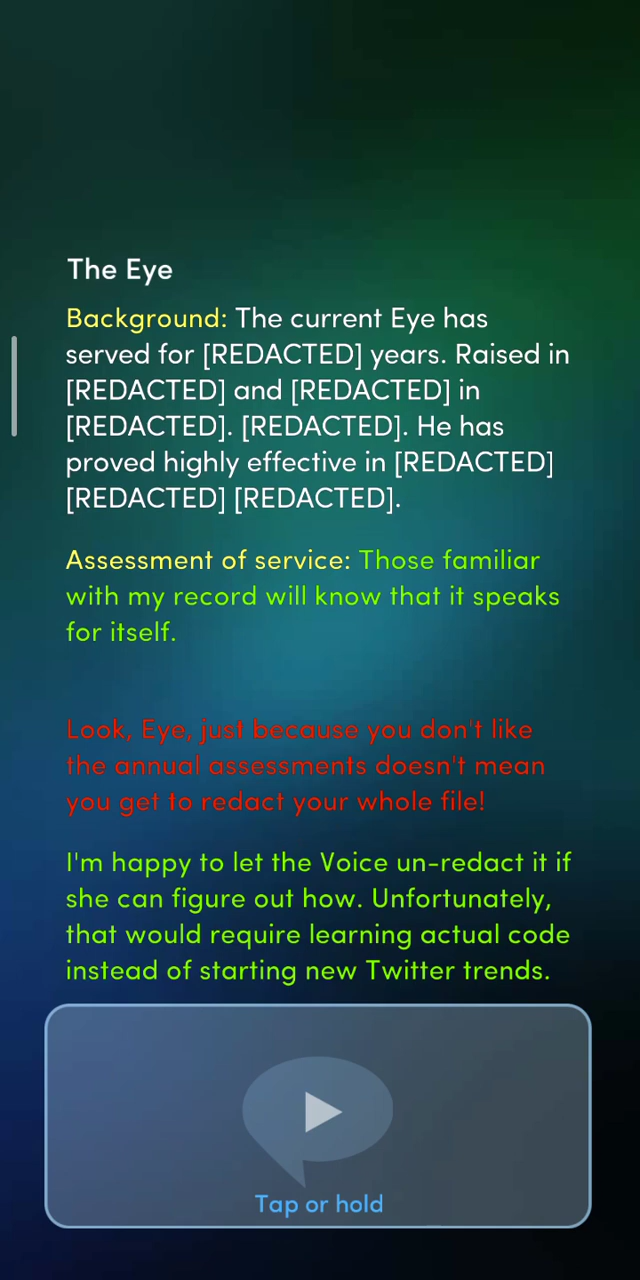 The Eye
Background: The current Eye has
served for [REDACTED] years. Raised in
[REDACTED] and [REDACTED] in
[REDACTED]. [REDACTED]. He has
proved highly effective in [REDACTED]
[REDACTED] [REDACTED].
Assessment of service: Those familiar
with my record will know that it speaks
for itself.
Look, Eye, just because you don't like
the annual assessments doesn't mean
you get to redact your whole file!
I'm happy to let the Voice un-redact it if
she can figure out how. Unfortunately,
that would require learning actual code
instead of starting new Twitter trends.
Tap or hold